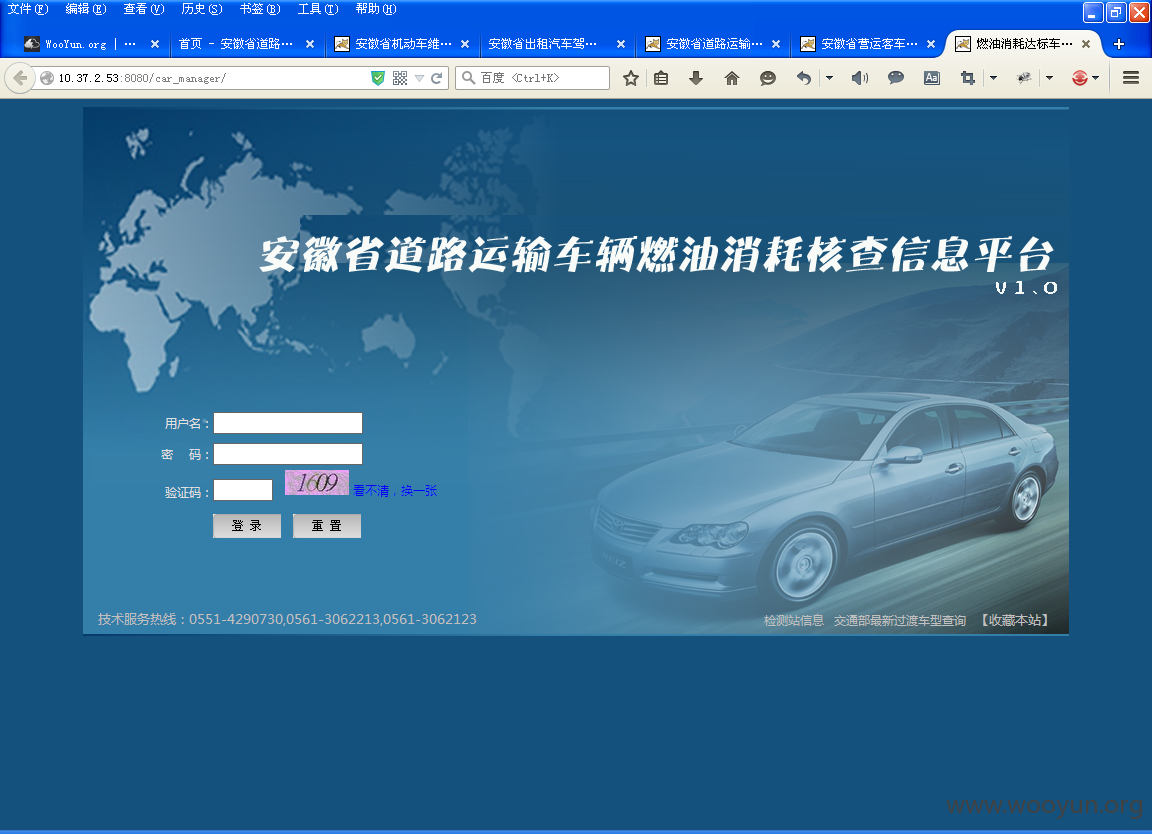 文件(F) 编辑(E) 查看(V) 历史(S) 书签(B) 工具(T) 帮助(H)
WooYun.org | ··· 首页 - 安徽省道路··· 安徽省机动车维··· 安徽省出租汽车驾··· 安徽省道路运输··· 安徽省营运客车··· 燃油消耗达标车···
10.37.2.53:8080/car_manager/ 百度 <Ctrl+K>
安徽省道路运输车辆燃油消耗核查信息平台
V1.0
用户名：
密 码：
验证码： 1609 看不清，换一张
登 录 重 置
技术服务热线：0551-4290730,0561-3062213,0561-3062123 检测站信息 交通部最新过渡车型查询 【收藏本站】
www.wooyun.org